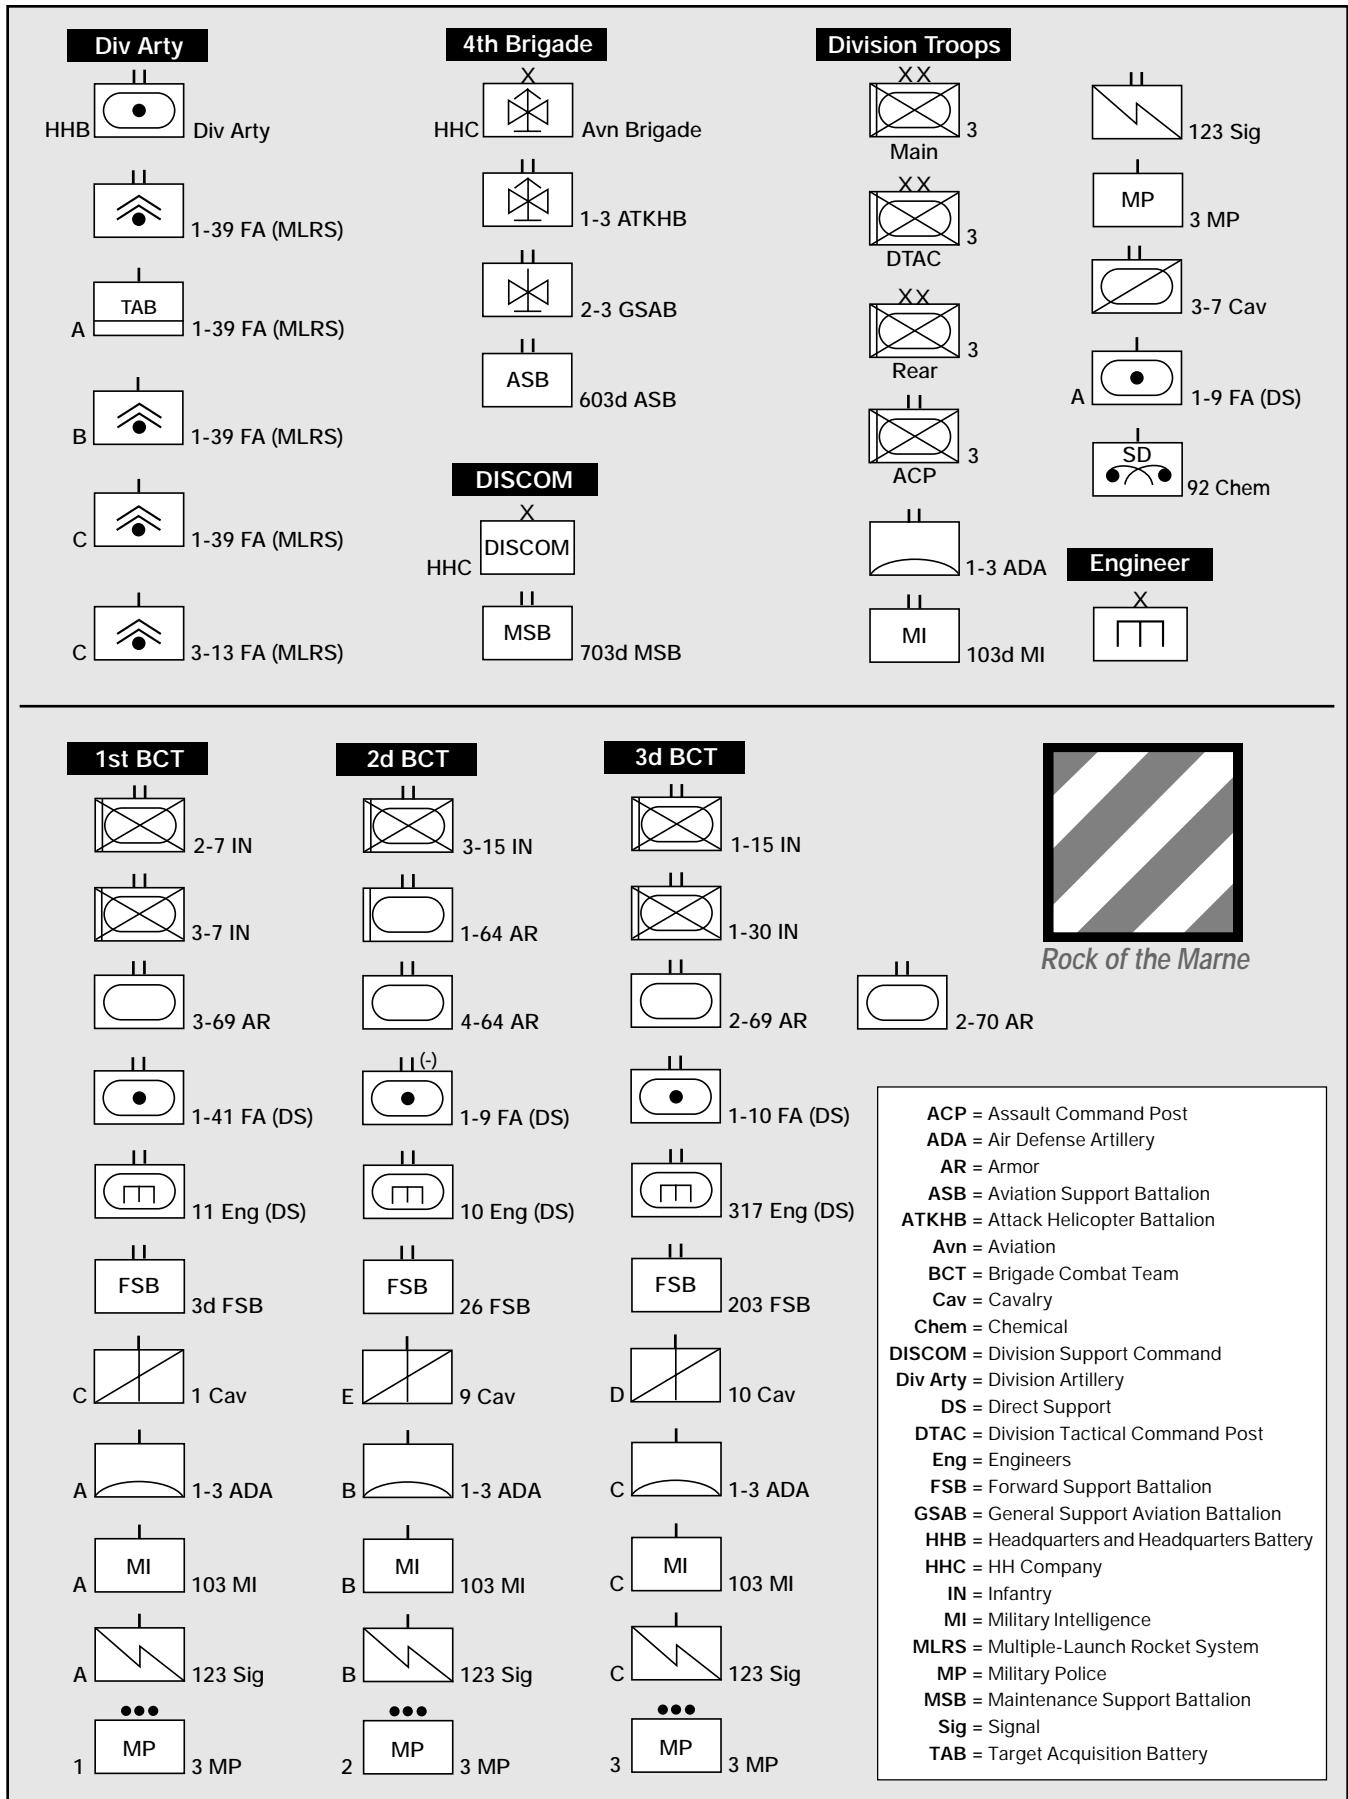 Div Arty
HHB Div Arty
1-39 FA (MLRS)
TAB
A 1-39 FA (MLRS)
B 1-39 FA (MLRS)
C 1-39 FA (MLRS)
C 3-13 FA (MLRS)
4th Brigade
X
HHC Avn Brigade
1-3 ATKHB
2-3 GSAB
ASB
603d ASB
DISCOM
X
DISCOM
HHC
MSB
703d MSB
Division Troops
XX
3
Main
XX
3
DTAC
XX
3
Rear
3
ACP
1-3 ADA
MI
103d MI
123 Sig
MP
3 MP
3-7 Cav
A 1-9 FA (DS)
SD
92 Chem
Engineer
X
1st BCT
2-7 IN
3-7 IN
3-69 AR
1-41 FA (DS)
11 Eng (DS)
FSB
3d FSB
C 1 Cav
A 1-3 ADA
MI
A 103 MI
A 123 Sig
MP
1 3 MP
2d BCT
3-15 IN
1-64 AR
4-64 AR
(-)
1-9 FA (DS)
10 Eng (DS)
FSB
26 FSB
E 9 Cav
B 1-3 ADA
MI
B 103 MI
B 123 Sig
MP
2 3 MP
3d BCT
1-15 IN
1-30 IN
2-69 AR
2-70 AR
1-10 FA (DS)
317 Eng (DS)
FSB
203 FSB
D 10 Cav
C 1-3 ADA
MI
C 103 MI
C 123 Sig
MP
3 3 MP
Rock of the Marne
ACP = Assault Command Post
ADA = Air Defense Artillery
AR = Armor
ASB = Aviation Support Battalion
ATKHB = Attack Helicopter Battalion
Avn = Aviation
BCT = Brigade Combat Team
Cav = Cavalry
Chem = Chemical
DISCOM = Division Support Command
Div Arty = Division Artillery
DS = Direct Support
DTAC = Division Tactical Command Post
Eng = Engineers
FSB = Forward Support Battalion
GSAB = General Support Aviation Battalion
HHB = Headquarters and Headquarters Battery
HHC = HH Company
IN = Infantry
MI = Military Intelligence
MLRS = Multiple-Launch Rocket System
MP = Military Police
MSB = Maintenance Support Battalion
Sig = Signal
TAB = Target Acquisition Battery